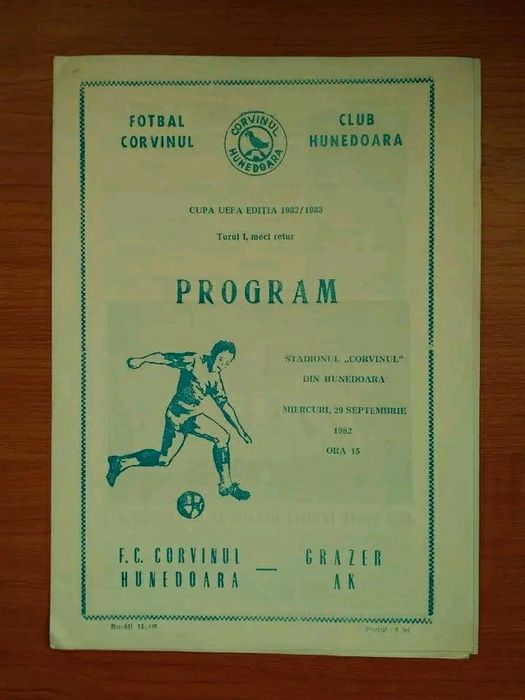 FOTBAL
CORVINUL
CORVINUL
HUNEDOARA
CLUB
HUNEDOARA
CUPA UEFA EDIȚIA 1982/1983
Turul I, meci retur
PROGRAM
STADIONUL „CORVINUL"
DIN HUNEDOARA
MIERCURI, 29 SEPTEMBRIE
1982
ORA 15
F.C. CORVINUL
HUNEDOARA
—
GRAZER
AK
lei